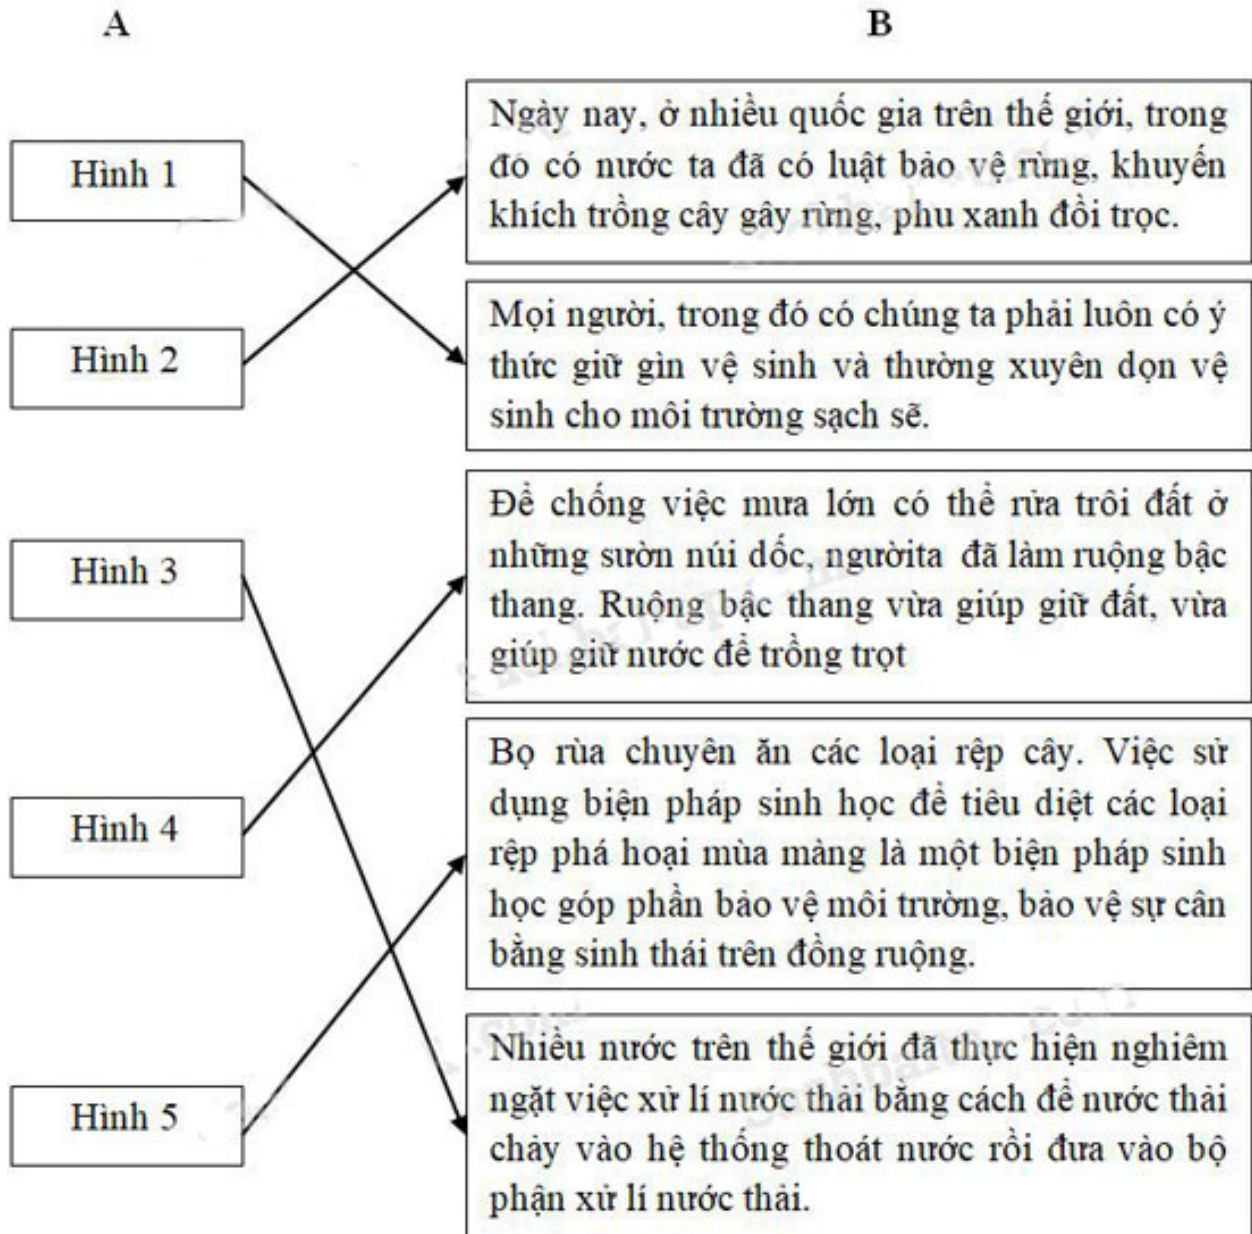 A
B
Hình 1
Hình 2
Hình 3
Hình 4
Hình 5
Ngày nay, ở nhiều quốc gia trên thế giới, trong
đó có nước ta đã có luật bảo vệ rừng, khuyến
khích trồng cây gây rừng, phu xanh đồi trọc.
Mọi người, trong đó có chúng ta phải luôn có ý
thức giữ gìn vệ sinh và thường xuyên dọn vệ
sinh cho môi trường sạch sẽ.
Để chống việc mưa lớn có thể rửa trôi đất ở
những sườn núi dốc, ngườita đã làm ruộng bậc
thang. Ruộng bậc thang vừa giúp giữ đất, vừa
giúp giữ nước để trồng trọt
Bọ rùa chuyên ăn các loại rệp cây. Việc sử
dụng biện pháp sinh học để tiêu diệt các loại
rệp phá hoại mùa màng là một biện pháp sinh
học góp phần bảo vệ môi trường, bảo vệ sự cân
bằng sinh thái trên đồng ruộng.
Nhiều nước trên thế giới đã thực hiện nghiêm
ngặt việc xử lí nước thải bằng cách để nước thải
chảy vào hệ thống thoát nước rồi đưa vào bộ
phận xử lí nước thải.